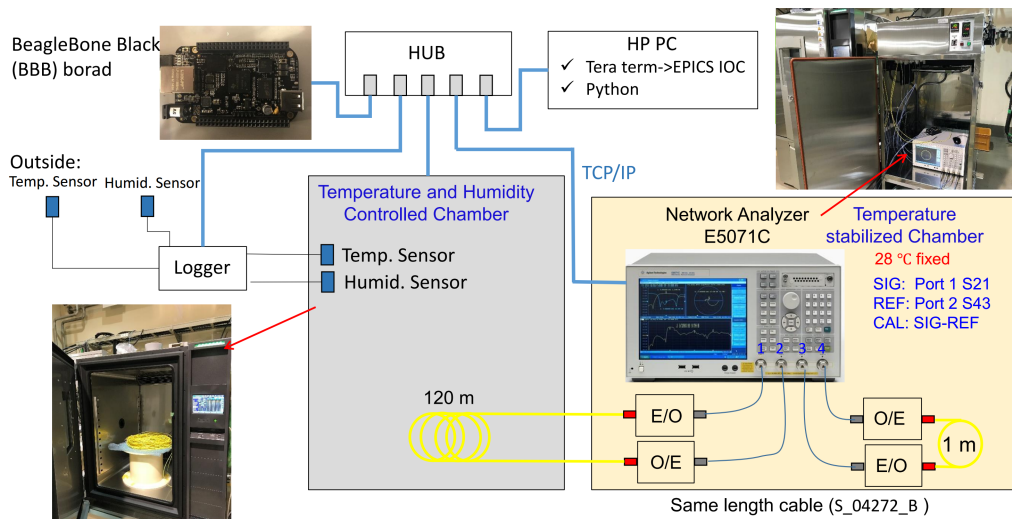 BeagleBone Black
(BBB) borad
HUB
HP PC
✓ Tera term->EPICS IOC
✓ Python
Outside:
Temp. Sensor
Humid. Sensor
TCP/IP
Temperature and Humidity
Controlled Chamber
Logger
Temp. Sensor
Humid. Sensor
Network Analyzer
E5071C
Temperature
stabilized Chamber
28 ℃ fixed
SIG: Port 1 S21
REF: Port 2 S43
CAL: SIG-REF
1 2 3 4
120 m
E/O
O/E
O/E
E/O
1 m
Same length cable (S_04272_B )